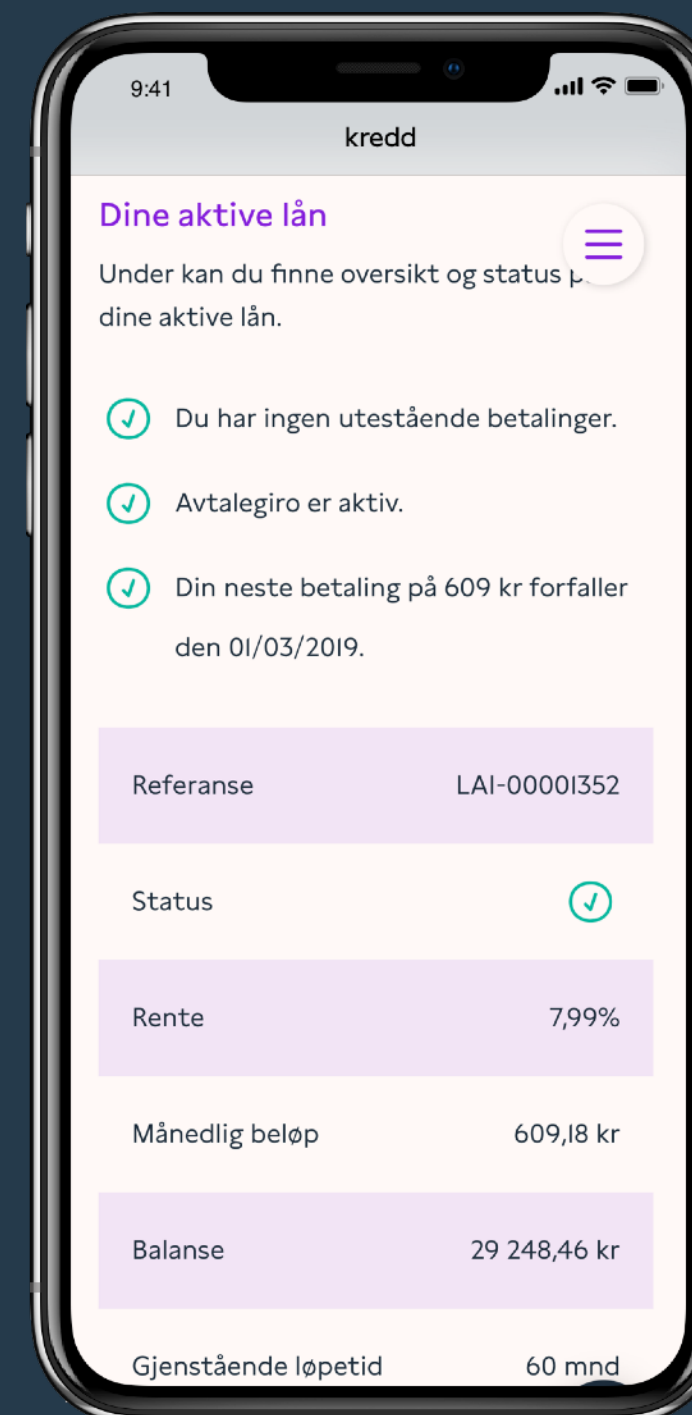 9:41
kredd
Dine aktive lån
Under kan du finne oversikt og status
dine aktive lån.
Du har ingen utestående betalinger.
Avtalegiro er aktiv.
Din neste betaling på 609 kr forfaller
den 01/03/2019.
Referanse LAI-00001352
Status
Rente 7,99%
Månedlig beløp 609,18 kr
Balanse 29 248,46 kr
Gjenstående løpetid 60 mnd